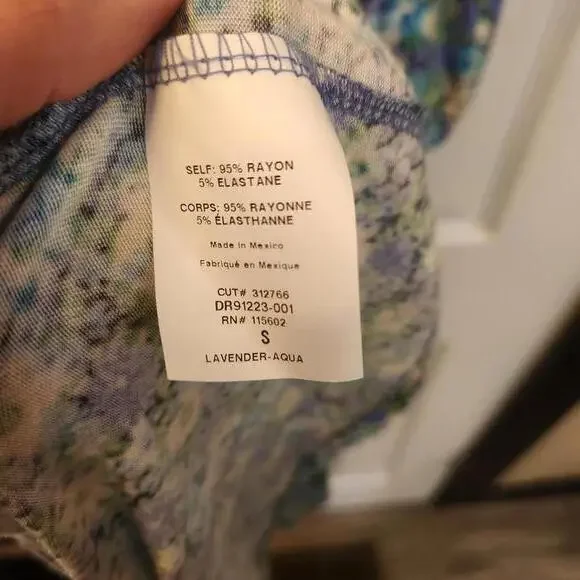 SELF: 95% RAYON
5% ELASTANE
CORPS: 95% RAYONNE
5% ÉLASTHANNE
Made in Mexico
Fabriqué en Mexique
CUT# 312766
DR91223-001
RN# 115602
S
LAVENDER-AQUA